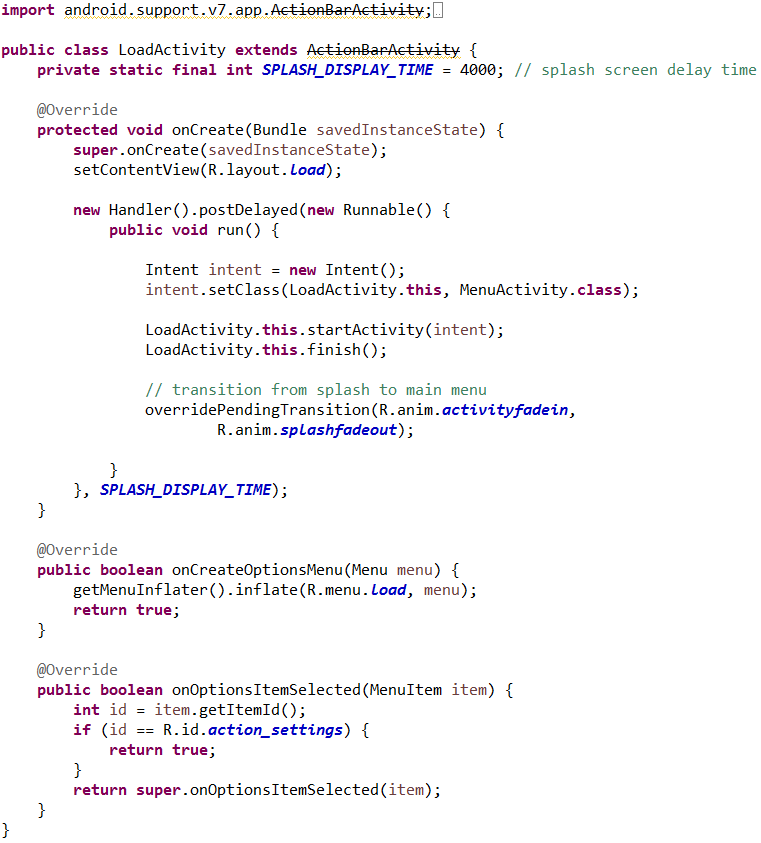 import android.support.v7.app.ActionBarActivity;
public class LoadActivity extends ActionBarActivity {
    private static final int SPLASH_DISPLAY_TIME = 4000; // splash screen delay time
    @Override
    protected void onCreate(Bundle savedInstanceState) {
        super.onCreate(savedInstanceState);
        setContentView(R.layout.load);
        new Handler().postDelayed(new Runnable() {
            public void run() {
                Intent intent = new Intent();
                intent.setClass(LoadActivity.this, MenuActivity.class);
                LoadActivity.this.startActivity(intent);
                LoadActivity.this.finish();
                // transition from splash to main menu
                overridePendingTransition(R.anim.activityfadein,
                        R.anim.splashfadeout);
            }
        }, SPLASH_DISPLAY_TIME);
    }
    @Override
    public boolean onCreateOptionsMenu(Menu menu) {
        getMenuInflater().inflate(R.menu.load, menu);
        return true;
    }
    @Override
    public boolean onOptionsItemSelected(MenuItem item) {
        int id = item.getItemId();
        if (id == R.id.action_settings) {
            return true;
        }
        return super.onOptionsItemSelected(item);
    }
}